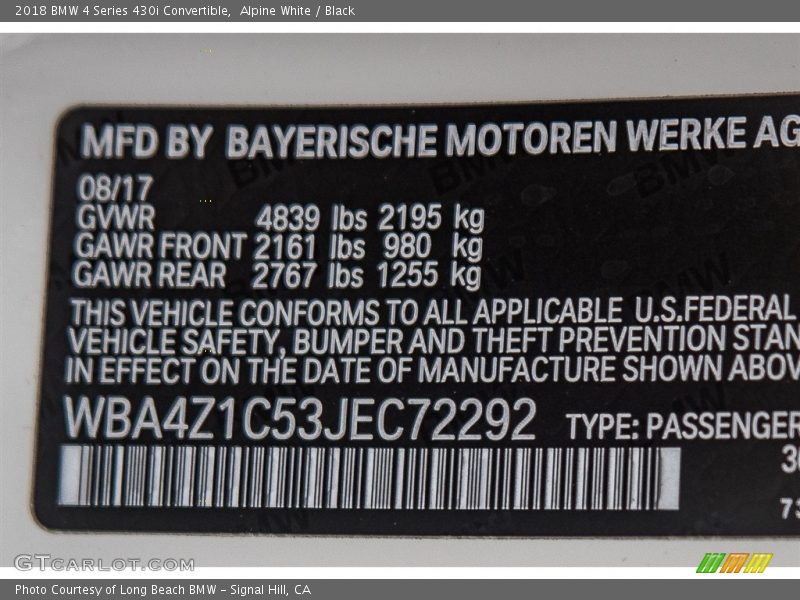 2018 BMW 4 Series 430i Convertible,  Alpine White / Black
MFD BY BAYERISCHE MOTOREN WERKE AG
08/17
GVWR 4839 lbs 2195 kg
GAWR FRONT 2161 lbs 980 kg
GAWR REAR 2767 lbs 1255 kg
THIS VEHICLE CONFORMS TO ALL APPLICABLE U.S.FEDERAL
VEHICLE SAFETY, BUMPER AND THEFT PREVENTION STAN
IN EFFECT ON THE DATE OF MANUFACTURE SHOWN ABOV
WBA4Z1C53JEC72292 TYPE: PASSENGER
GTCARLOT.COM
Photo Courtesy of Long Beach BMW – Signal Hill, CA